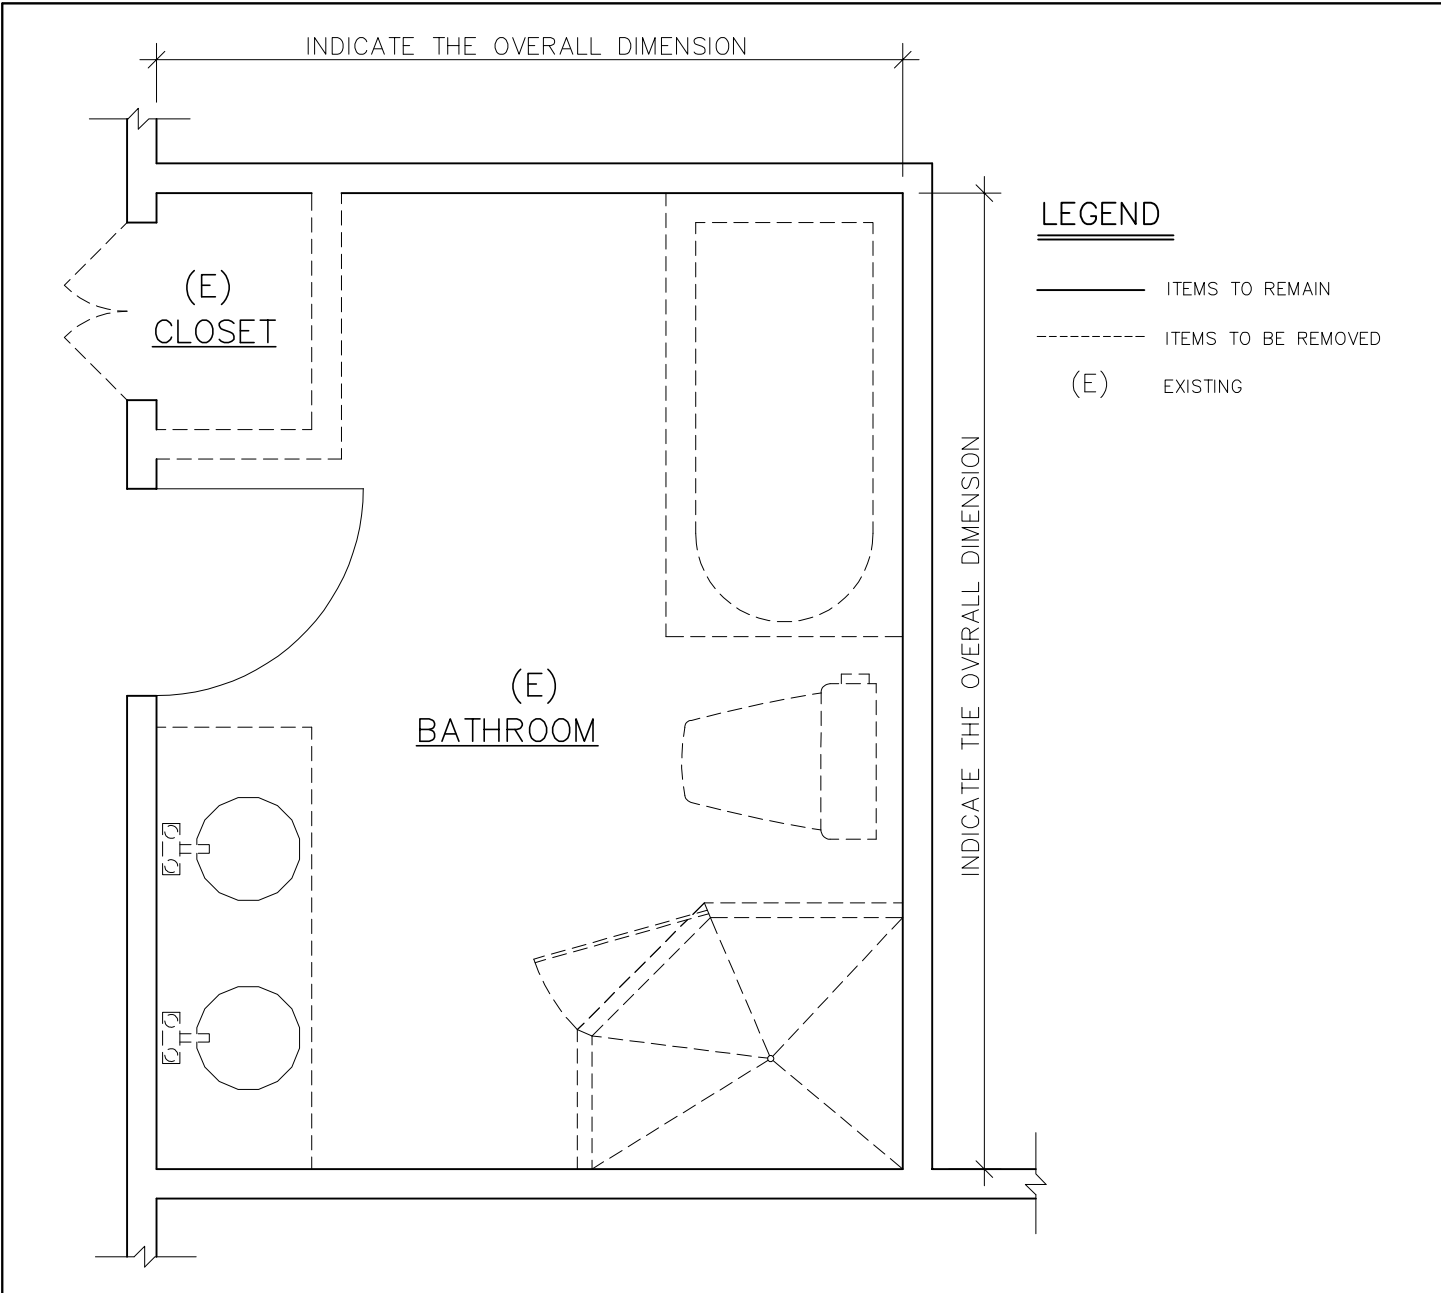 INDICATE THE OVERALL DIMENSION
LEGEND
ITEMS TO REMAIN
ITEMS TO BE REMOVED
(E) EXISTING
(E)
CLOSET
INDICATE THE OVERALL DIMENSION
(E)
BATHROOM